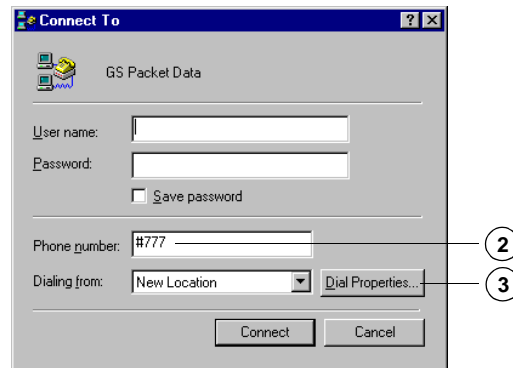 Connect To
GS Packet Data
User name:
Password:
Save password
Phone number: #777
2
Dialing from: New Location Dial Properties...
3
Connect Cancel